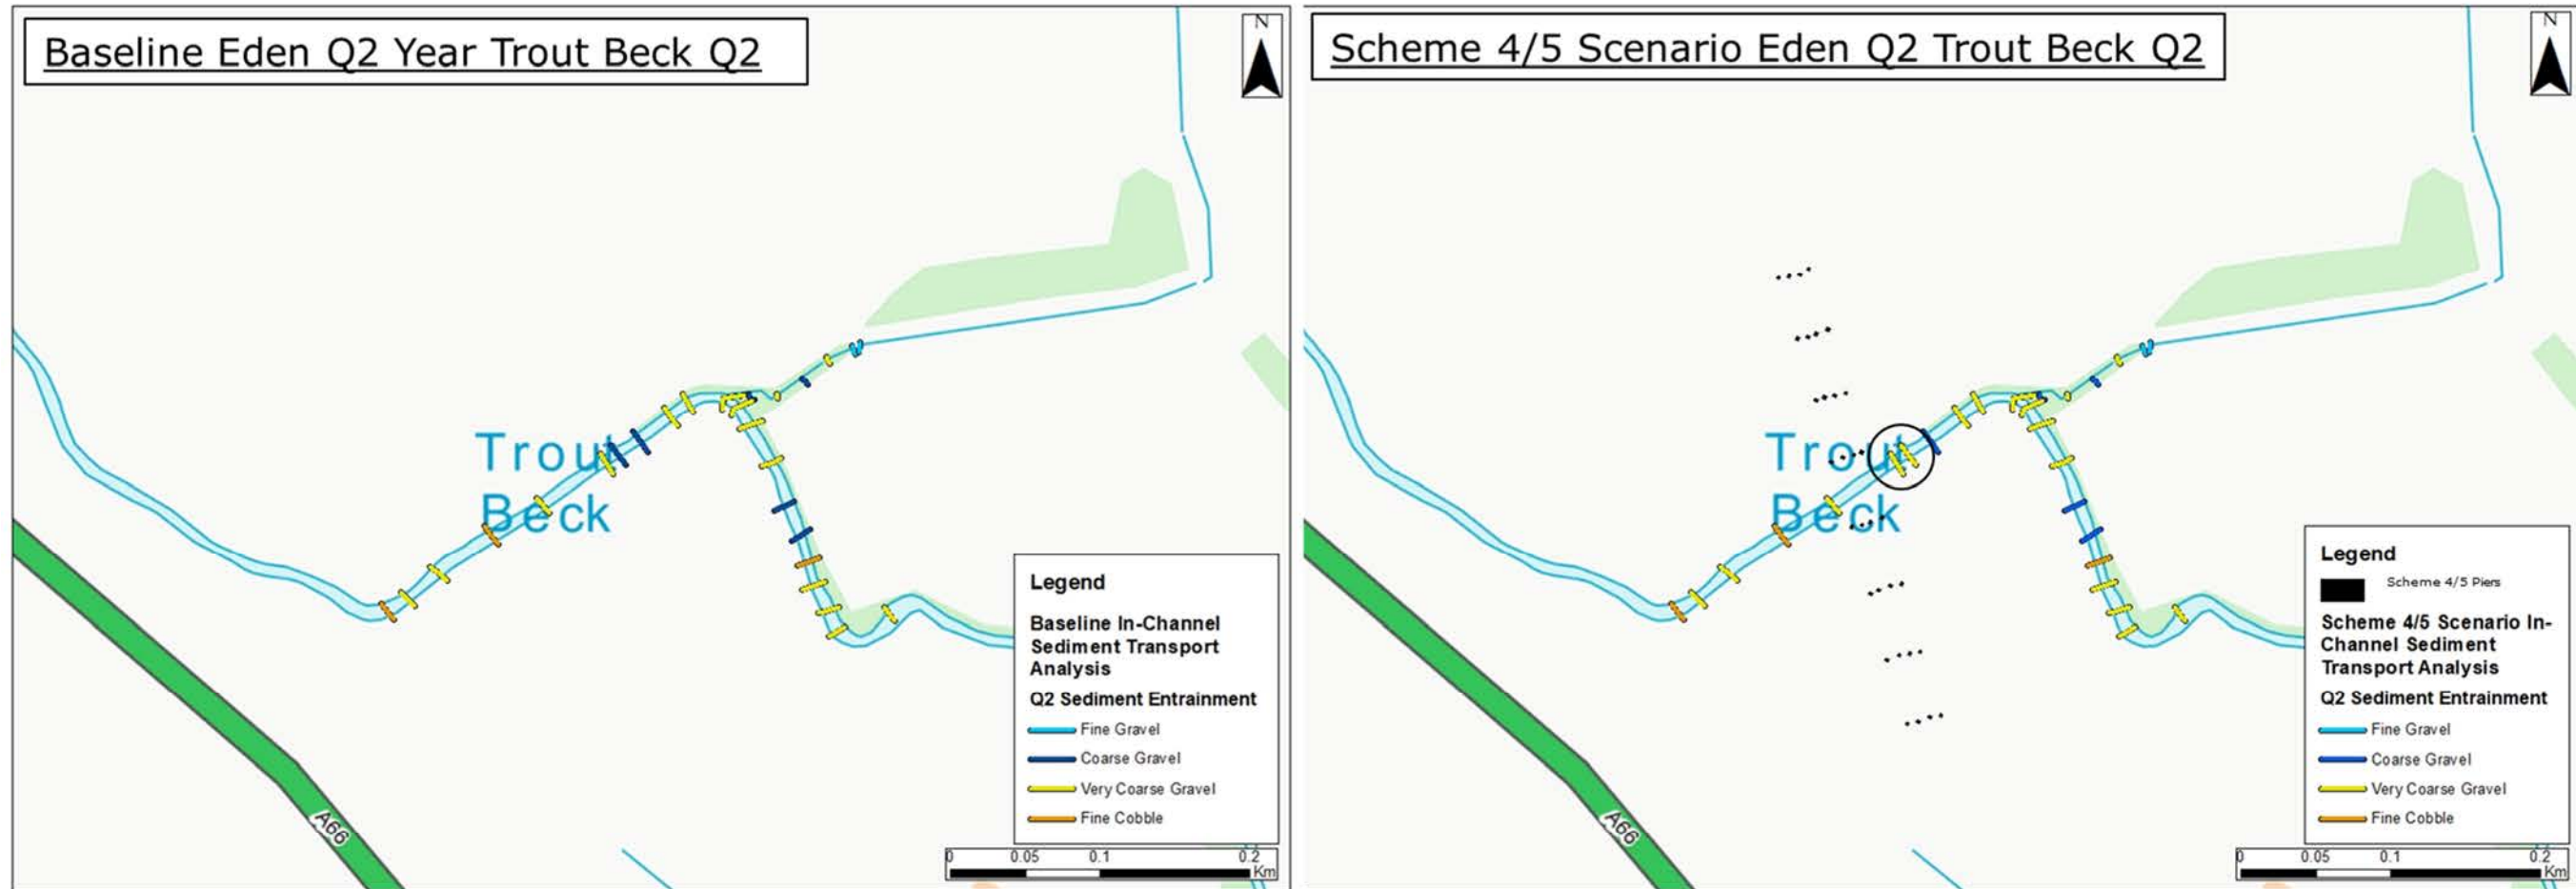 Baseline Eden Q2 Year Trout Beck Q2
N
Trout
Beck
A66
Legend
Baseline In-Channel
Sediment Transport
Analysis
Q2 Sediment Entrainment
Fine Gravel
Coarse Gravel
Very Coarse Gravel
Fine Cobble
0 0.05 0.1 0.2
Km
Scheme 4/5 Scenario Eden Q2 Trout Beck Q2
N
Trout
Beck
A66
Legend
Scheme 4/5 Piers
Scheme 4/5 Scenario In-
Channel Sediment
Transport Analysis
Q2 Sediment Entrainment
Fine Gravel
Coarse Gravel
Very Coarse Gravel
Fine Cobble
0 0.05 0.1 0.2
Km